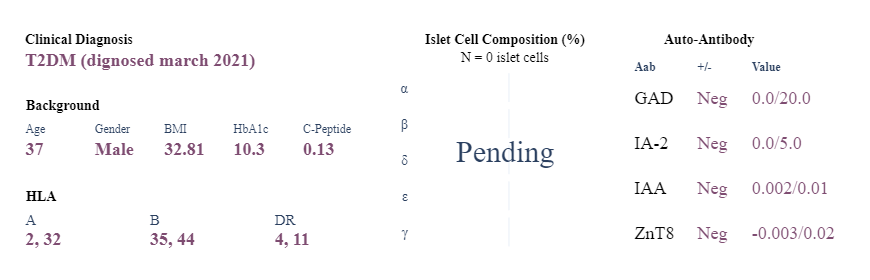 Clinical Diagnosis
T2DM (dignosed march 2021)
Background
Age Gender BMI HbA1c C-Peptide
37 Male 32.81 10.3 0.13
HLA
A B DR
2, 32 35, 44 4, 11
Islet Cell Composition (%)
N = 0 islet cells
α
β
δ
ε
γ
Pending
Auto-Antibody
Aab +/- Value
GAD Neg 0.0/20.0
IA-2 Neg 0.0/5.0
IAA Neg 0.002/0.01
ZnT8 Neg -0.003/0.02